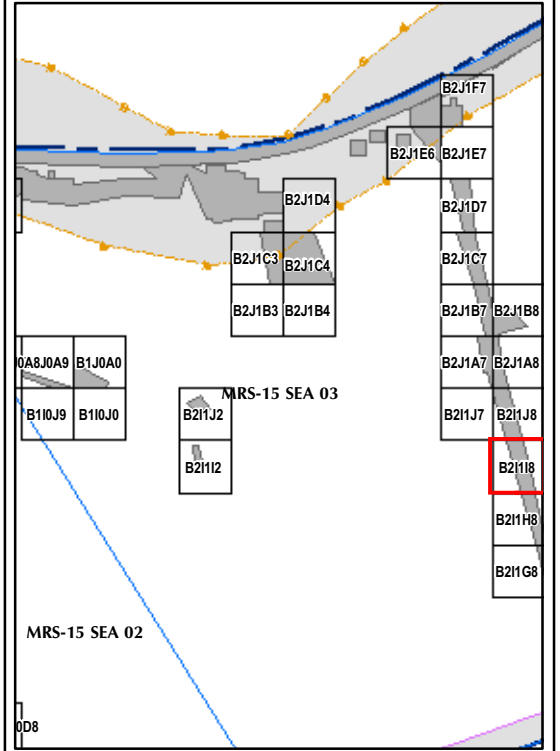 B2J1F7
B2J1E6 B2J1E7
B2J1D4 B2J1D7
B2J1C3 B2J1C4 B2J1C7
B2J1B3 B2J1B4 B2J1B7 B2J1B8
J0A8J0A9 B1J0A0 B2J1A7 B2J1A8
MRS-15 SEA 03
B1I0J9 B1I0J0 B2I1J2 B2I1J7 B2I1J8
B2I1I2 B2I1I8
B2I1H8
B2I1G8
MRS-15 SEA 02
0D8